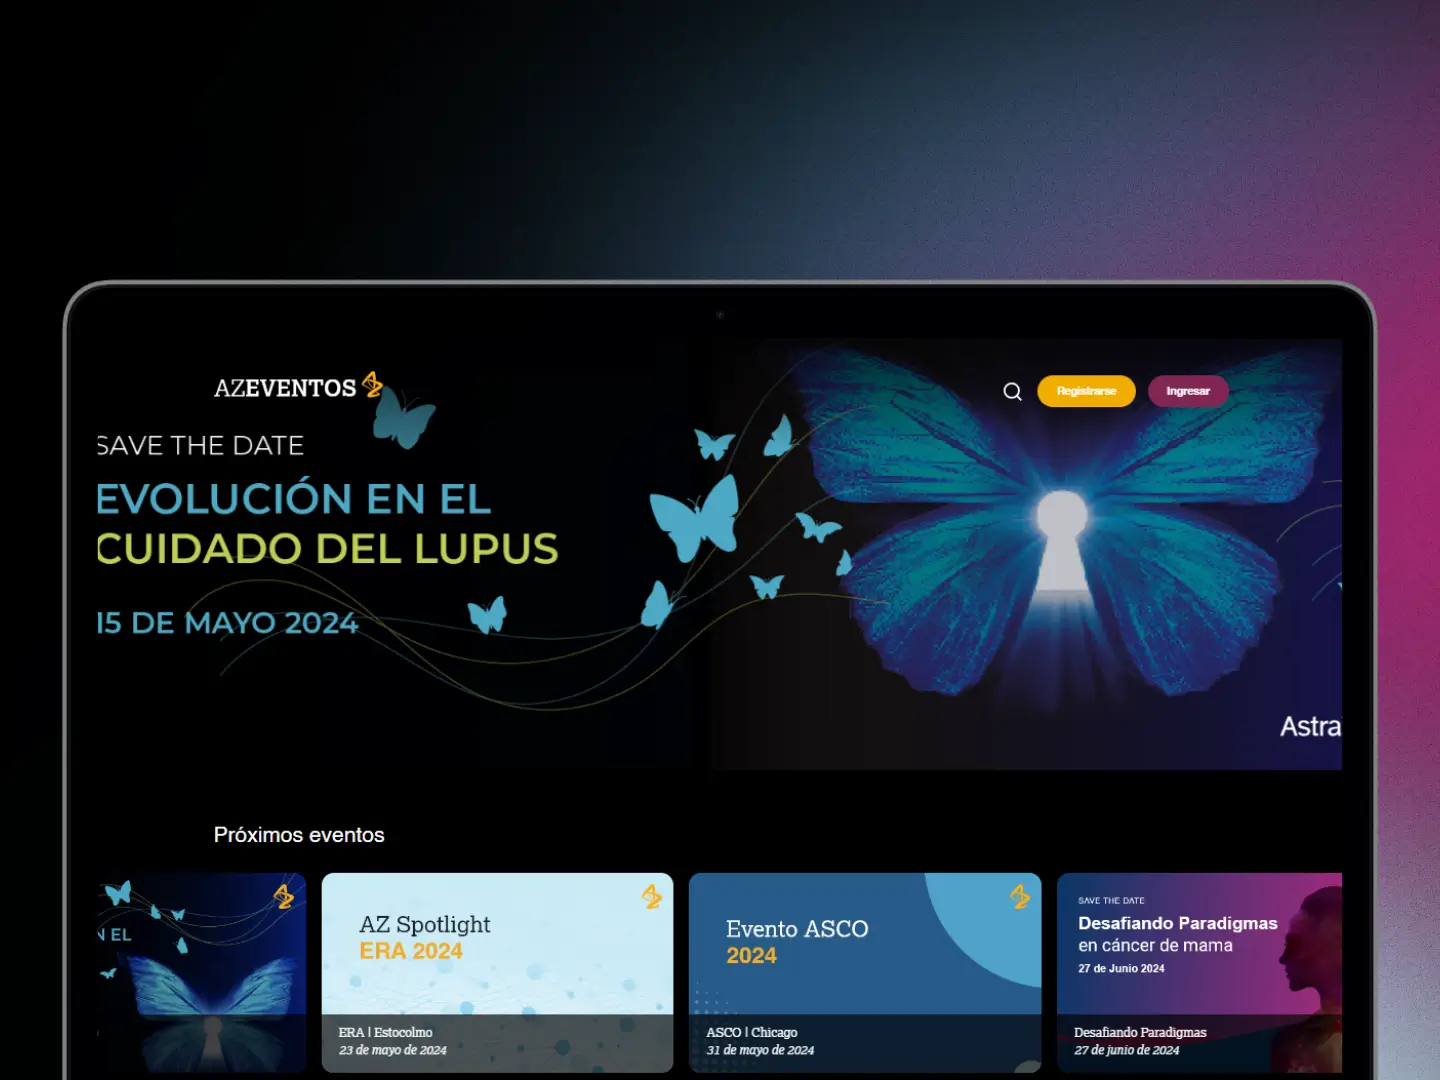 AZEVENTOS
Registrarse
Ingresar
SAVE THE DATE
EVOLUCIÓN EN EL
CUIDADO DEL LUPUS
15 DE MAYO 2024
Astra
Próximos eventos
N EL
AZ Spotlight
ERA 2024
ERA | Estocolmo
23 de mayo de 2024
Evento ASCO
2024
ASCO | Chicago
31 de mayo de 2024
SAVE THE DATE
Desafiando Paradigmas
en cáncer de mama
27 de Junio 2024
Desafiando Paradigmas
27 de junio de 2024